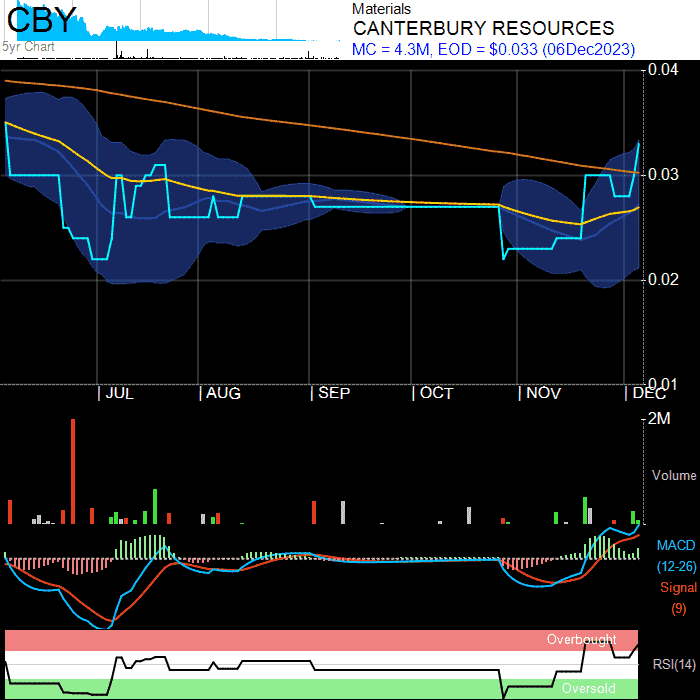 CBY
5yr Chart
Materials
CANTERBURY RESOURCES
MC = 4.3M, EOD = $0.033 (06Dec2023)
0.04
0.03
0.02
0.01
| JUL | AUG | SEP | OCT | NOV | DEC
2M
Volume
MACD
(12-26)
Signal
(9)
Overbought
RSI(14)
Oversold